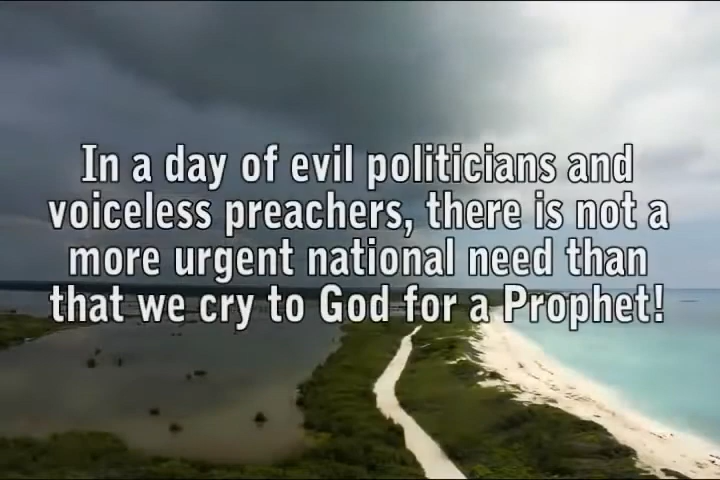 In a day of evil politicians and
voiceless preachers, there is not a
more urgent national need than
that we cry to God for a Prophet!